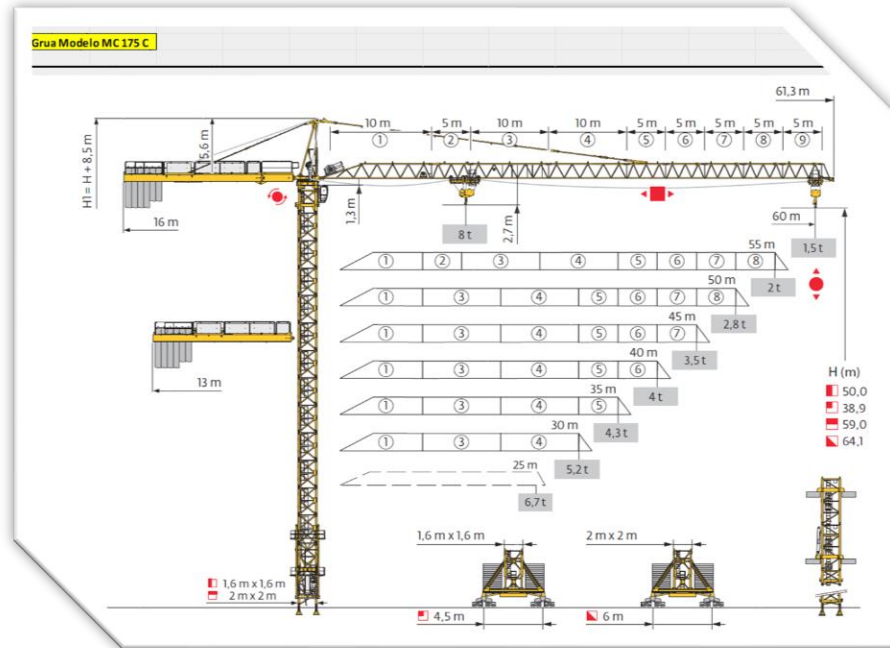 Grua Modelo MC 175 C
61,3 m
10 m 5 m 10 m 10 m 5 m 5 m 5 m 5 m 5 m
① ② ③ ④ ⑤ ⑥ ⑦ ⑧ ⑨
H1 = H + 8,5 m
5,6 m
16 m
1,3 m
8 t
2,7 m
60 m
1,5 t
55 m
① ② ③ ④ ⑤ ⑥ ⑦ ⑧
2 t
50 m
① ③ ④ ⑤ ⑥ ⑦ ⑧
2,8 t
45 m
① ③ ④ ⑤ ⑥ ⑦
3,5 t
13 m
40 m
① ③ ④ ⑤ ⑥
4 t
35 m
① ③ ④ ⑤
4,3 t
30 m
① ③ ④
5,2 t
25 m
6,7 t
H (m)
50,0
38,9
59,0
64,1
1,6 m x 1,6 m
2 m x 2 m
1,6 m x 1,6 m
2 m x 2 m
4,5 m
6 m